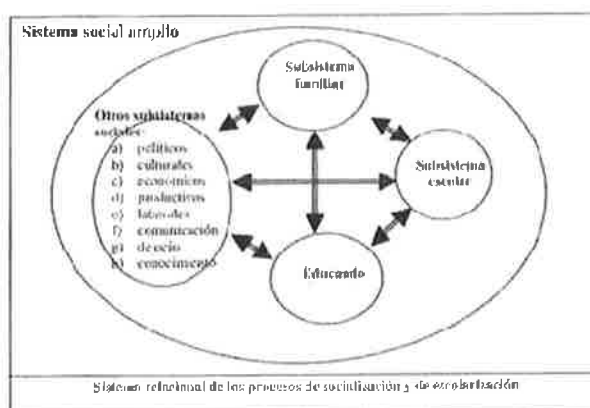 Sistema social amplio
Subsistema
familiar
Otros subsistemas
sociales:
a) políticos
b) culturales
c) económicos
d) productivos
e) laborales
f) comunicación
g) de ocio
h) conocimiento
Subsistema
escolar
Educando
Sistema relacional de los procesos de socialización y de escolarización